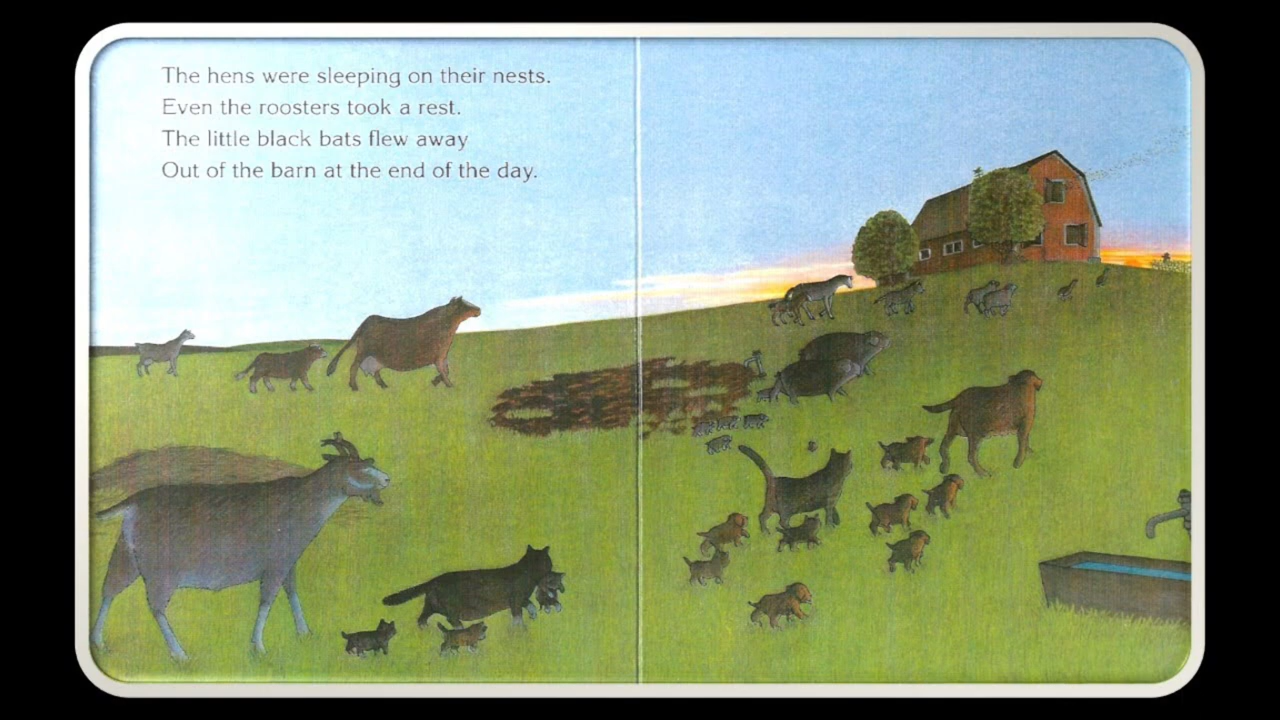 The hens were sleeping on their nests.
Even the roosters took a rest.
The little black bats flew away
Out of the barn at the end of the day.